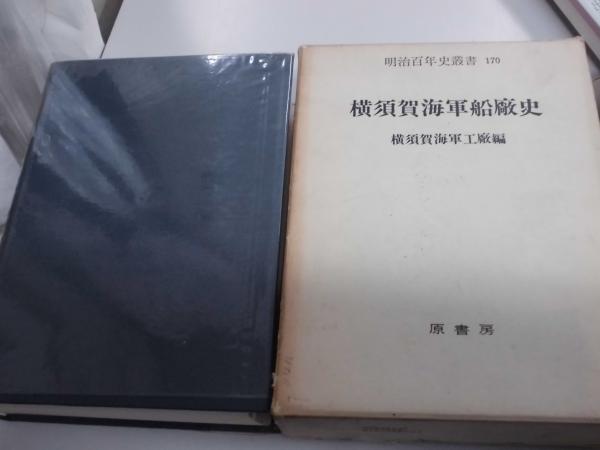 明治百年史叢書 170
横須賀海軍船廠史
横須賀海軍工廠編
原書房